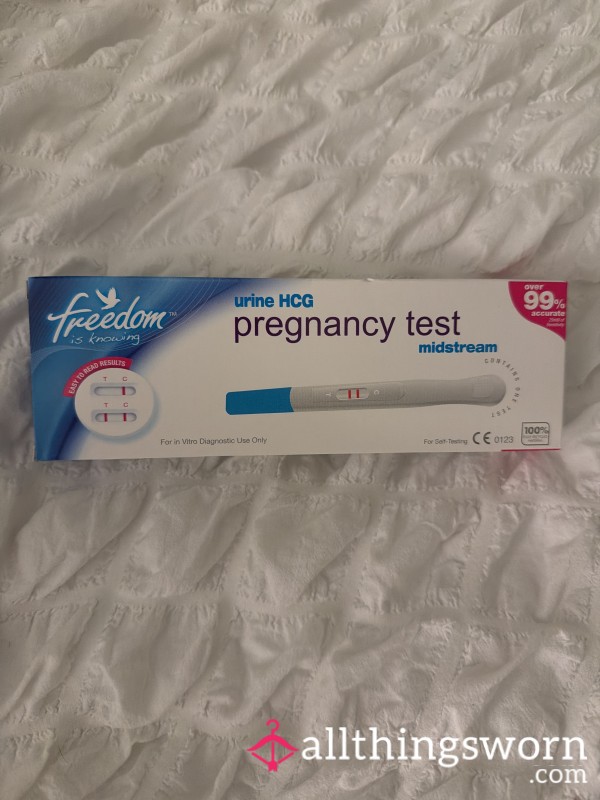 freedom™
is knowing
EASY TO READ RESULTS
T C
T C
urine HCG
pregnancy test
midstream
over
99%
accurate
CONTAINS ONE TEST
For in Vitro Diagnostic Use Only
For Self-Testing CE 0123
100%
allthingsworn
.com